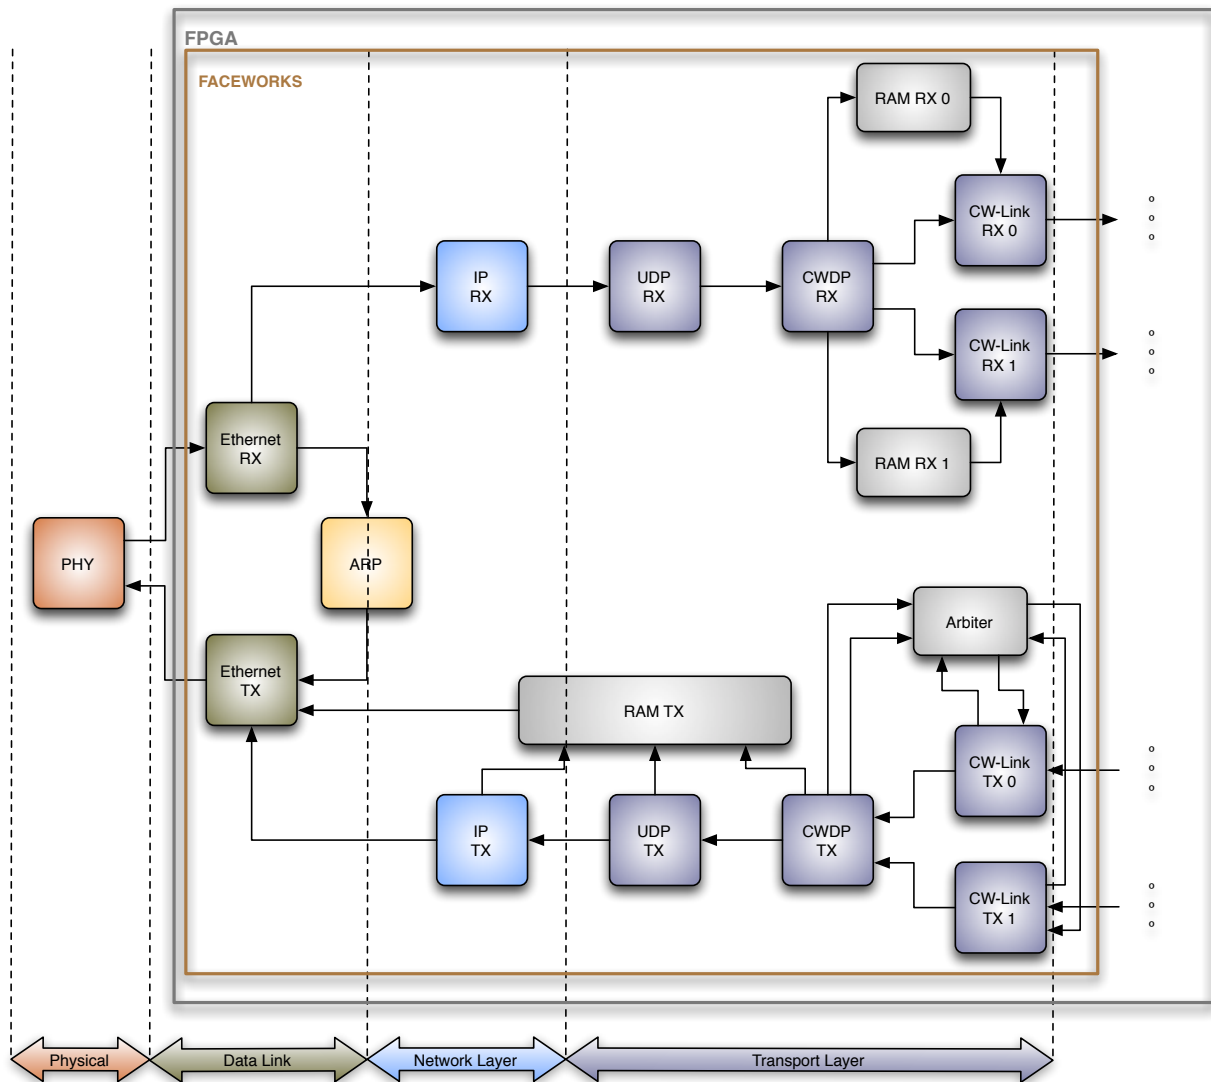 FPGA
FACEWORKS
RAM RX 0
CW-Link
RX 0
IP
RX
UDP
RX
CWDP
RX
CW-Link
RX 1
Ethernet
RX
RAM RX 1
PHY
ARP
Arbiter
Ethernet
TX
RAM TX
CW-Link
TX 0
IP
TX
UDP
TX
CWDP
TX
CW-Link
TX 1
Physical
Data Link
Network Layer
Transport Layer